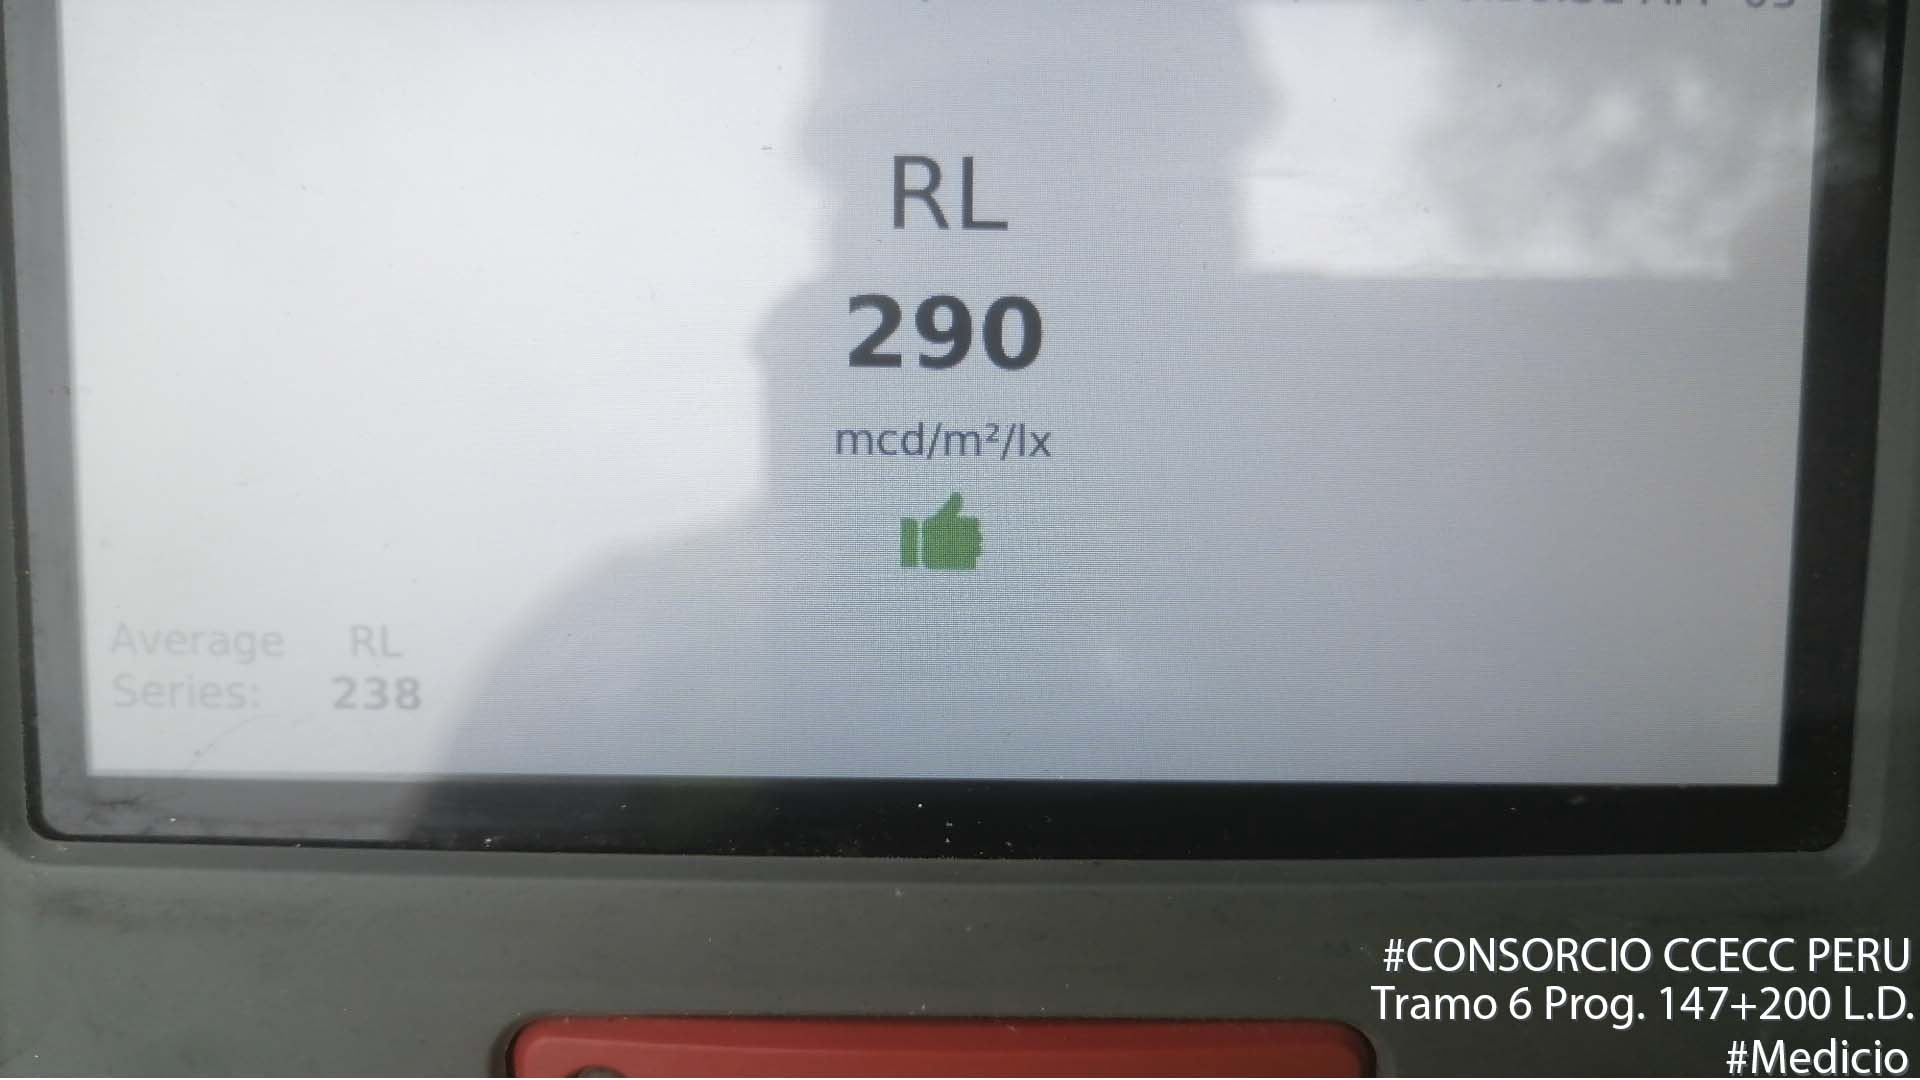 RL
290
mcd/m²/lx
Average RL
Series: 238
#CONSORCIO CCECC PERU
Tramo 6 Prog. 147+200 L.D.
#Medicio